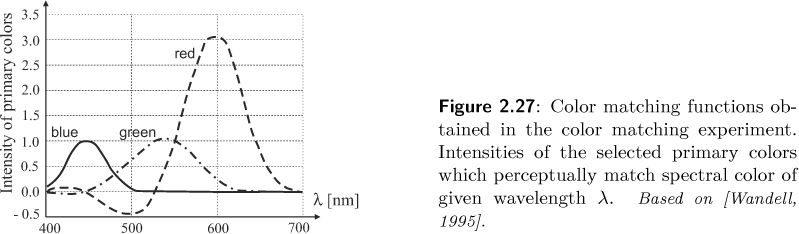 Intensity of primary colors
3.5
3.0
2.5
2.0
1.5
1.0
0.5
0.0
- 0.5
red
blue
green
400
500
600
700
λ [nm]
Figure 2.27: Color matching functions ob-
tained in the color matching experiment.
Intensities of the selected primary colors
which perceptually match spectral color of
given wavelength λ. Based on [Wandell,
1995].